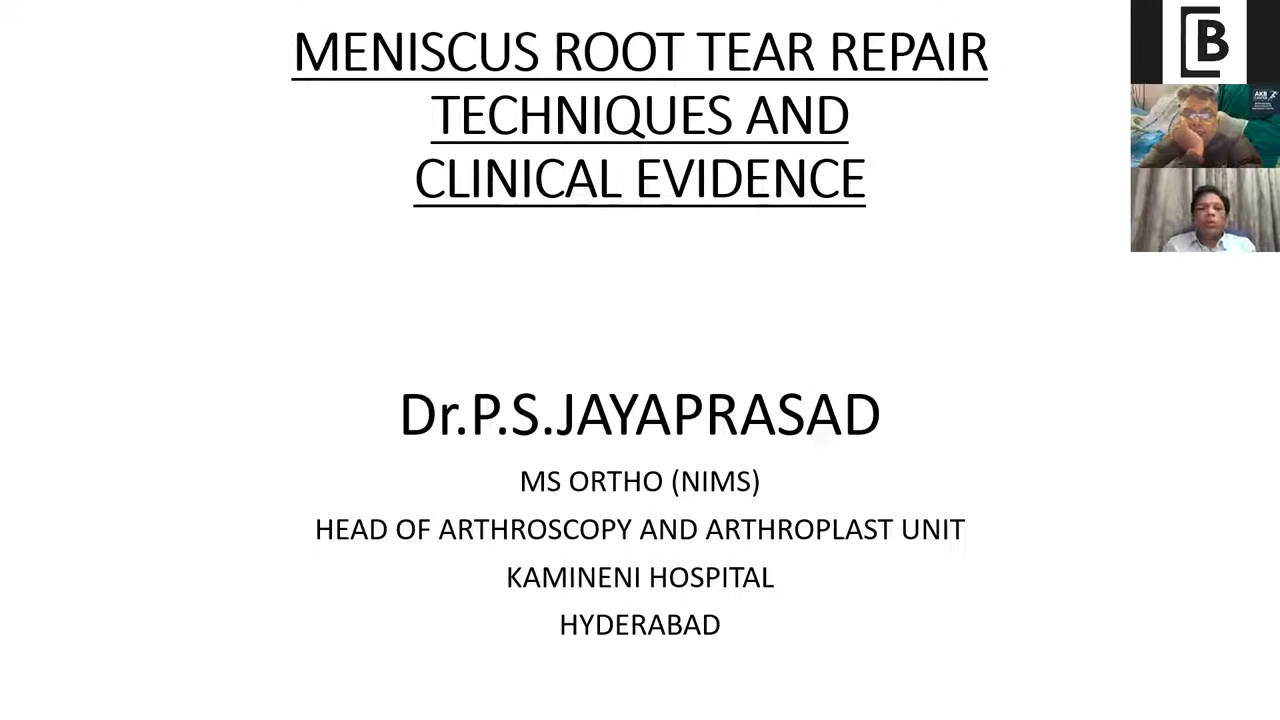 MENISCUS ROOT TEAR REPAIR
TECHNIQUES AND
CLINICAL EVIDENCE
B
AKB
Dr.P.S.JAYAPRASAD
MS ORTHO (NIMS)
HEAD OF ARTHROSCOPY AND ARTHROPLAST UNIT
KAMINENI HOSPITAL
HYDERABAD